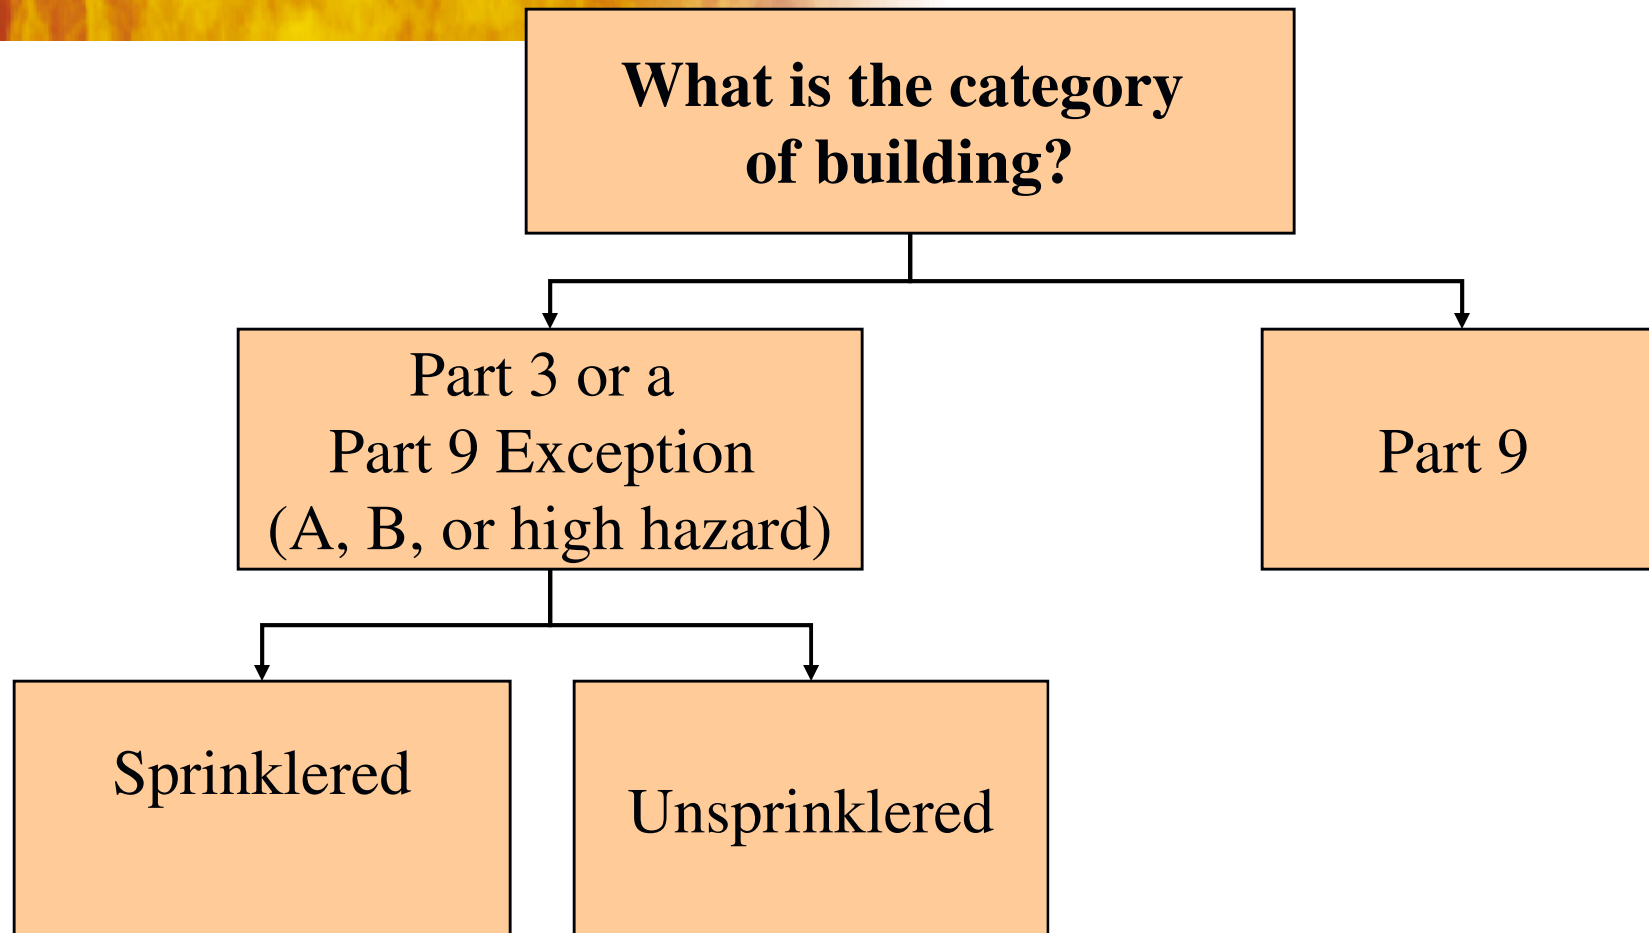 What is the category
of building?
Part 3 or a
Part 9 Exception
(A, B, or high hazard)
Part 9
Sprinklered
Unsprinklered